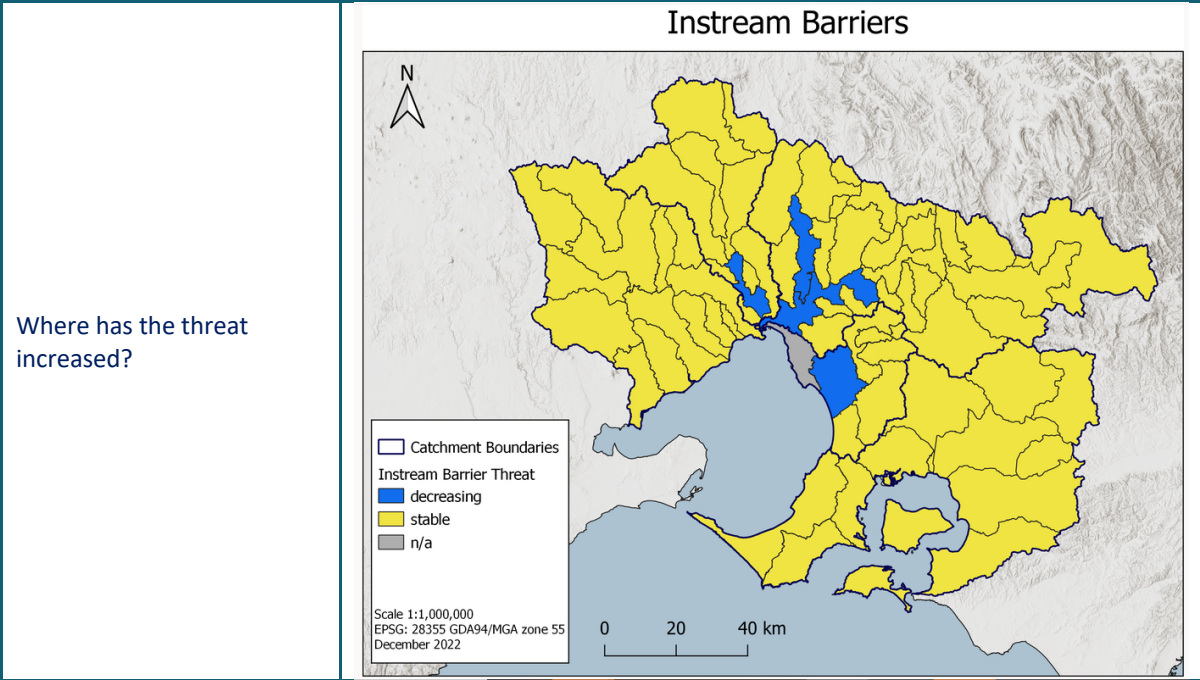 Instream Barriers
Where has the threat
increased?
N
Catchment Boundaries
Instream Barrier Threat
decreasing
stable
n/a
Scale 1:1,000,000
EPSG: 28355 GDA94/MGA zone 55
December 2022
0 20 40 km